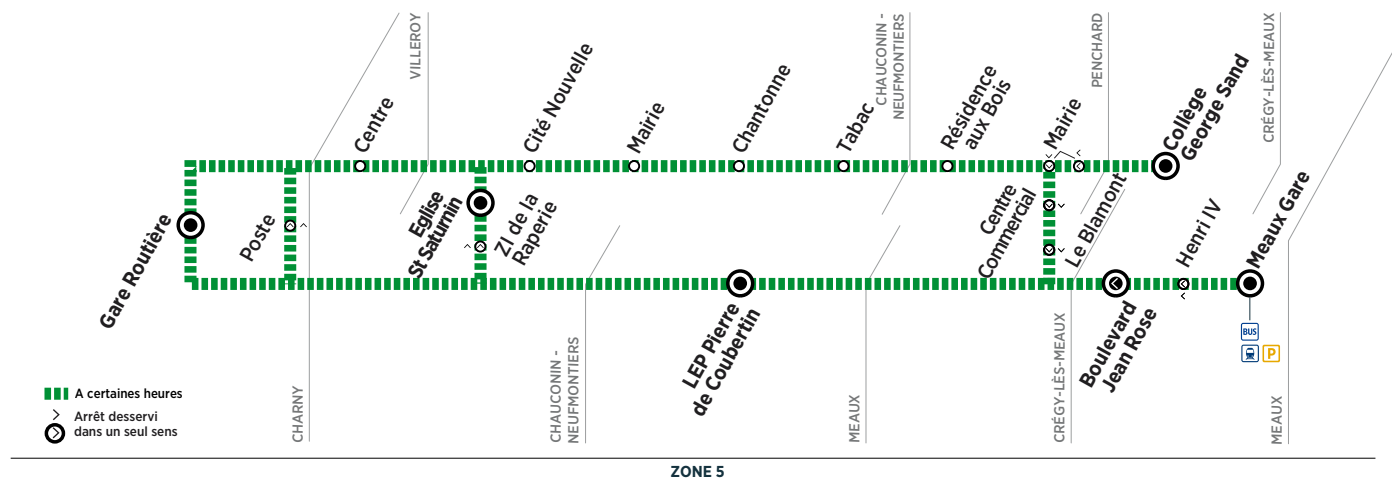 VILLEROY
CHAUCONIN -
NEUFMONTIERS
PENCHARD
CRÉGY-LÈS-MEAUX
Centre
Cité Nouvelle
Mairie
Chantonne
Tabac
Résidence
aux Bois
Mairie
Collège
George Sand
Gare Routière
Poste
Eglise
St Saturnin
ZI de la
Raperie
Centre
Commercial
Le Blamont
Henri IV
Meaux Gare
LEP Pierre
de Coubertin
Boulevard
Jean Rose
BUS
P
CHARNY
CHAUCONIN -
NEUFMONTIERS
MEAUX
CRÉGY-LÈS-MEAUX
MEAUX
A certaines heures
Arrêt desservi
dans un seul sens
ZONE 5